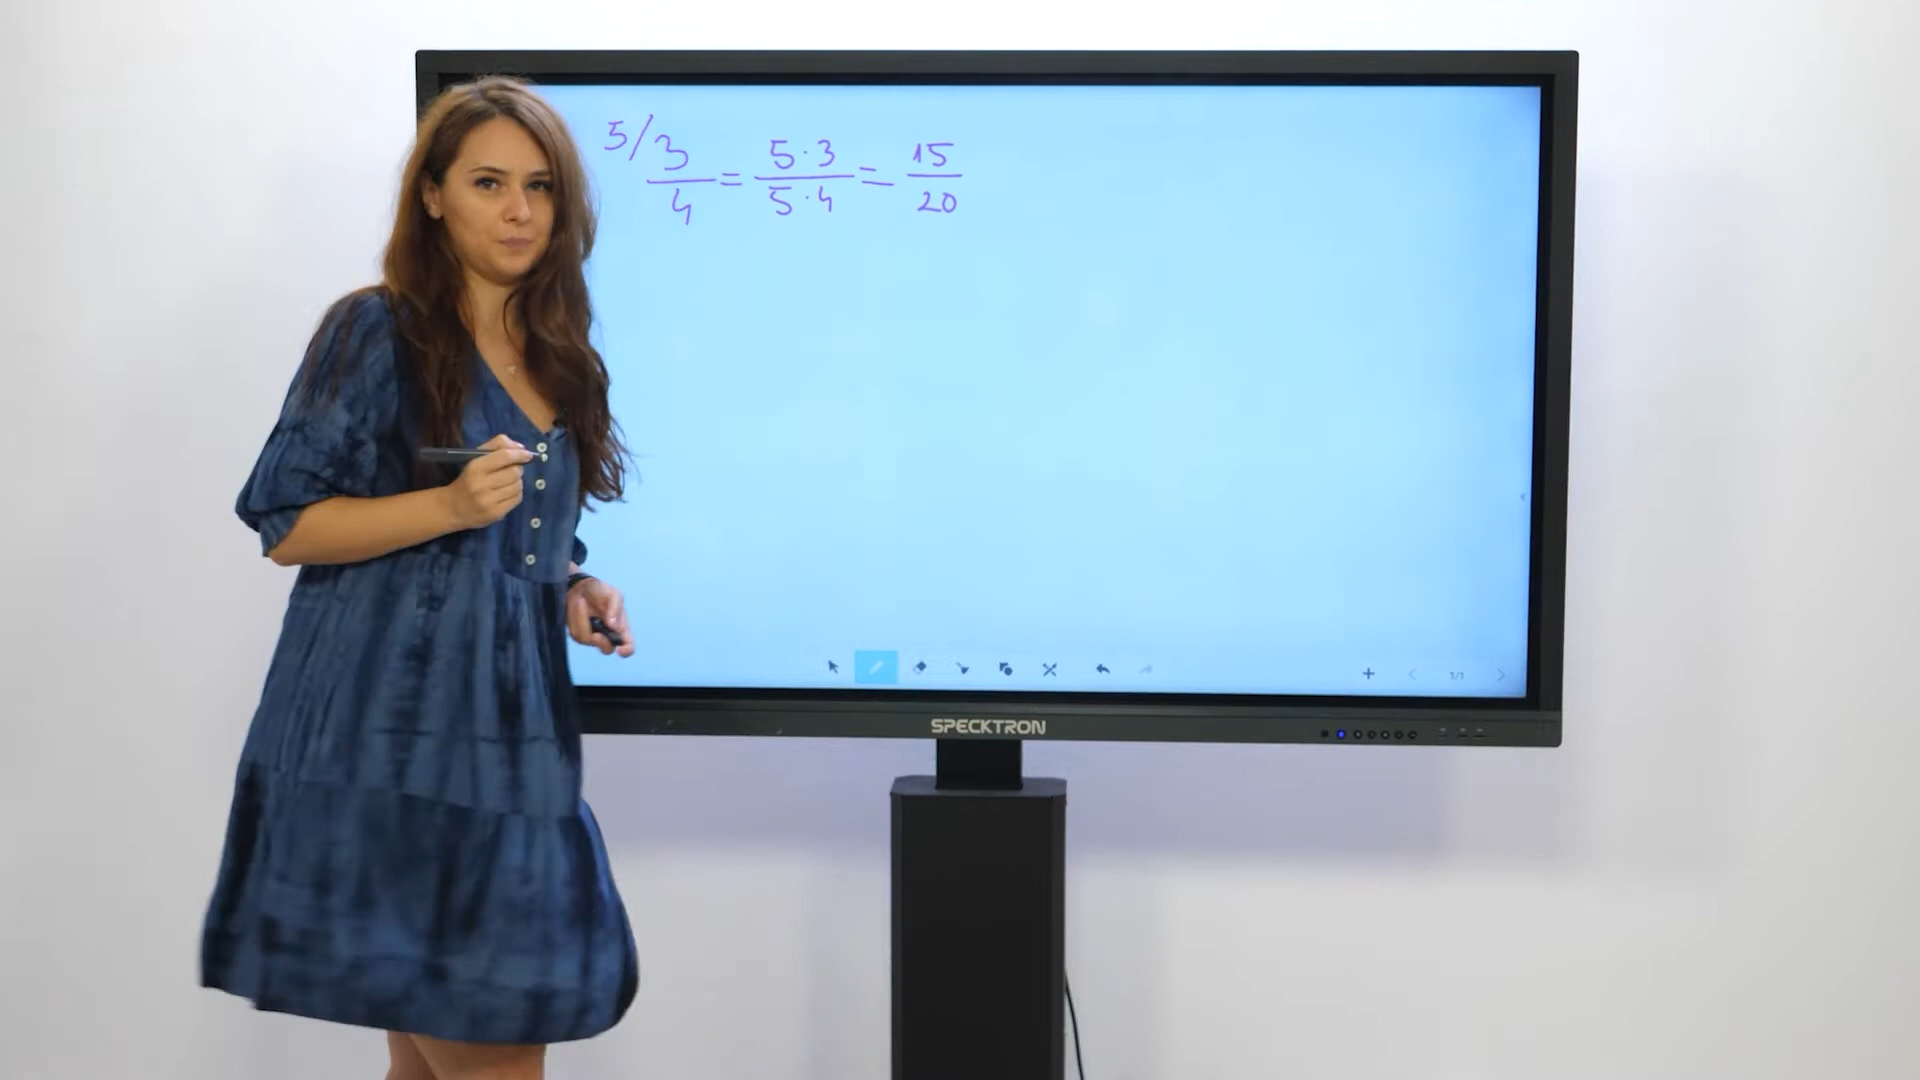 5/3/4 = 5·3/5·4 = 15/20
1/1
SPECKTRON